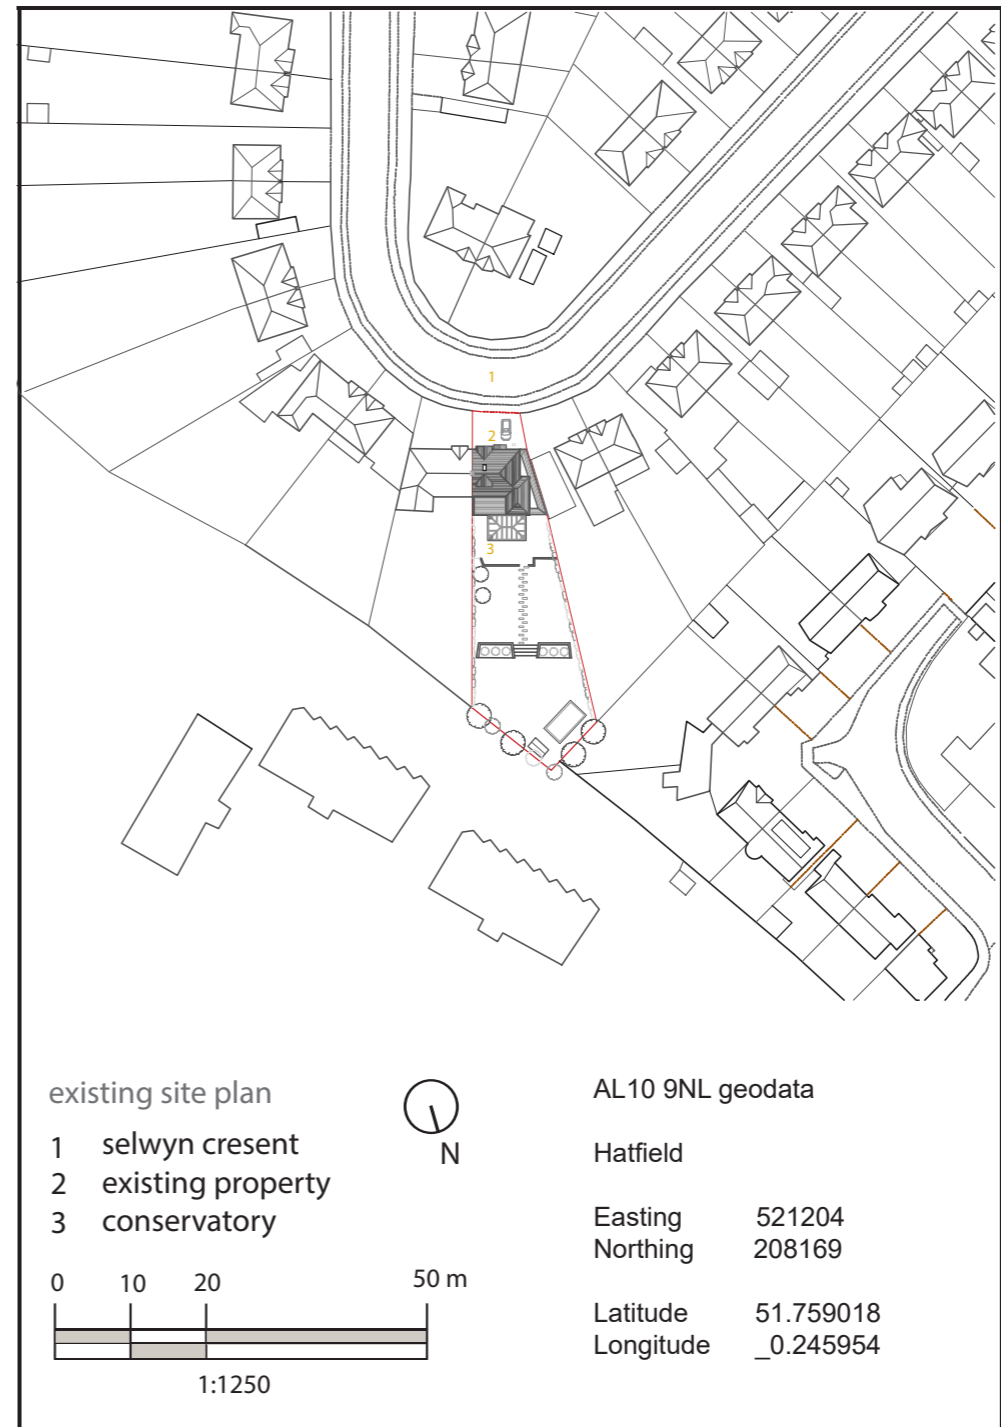 1
2
3
existing site plan
1 selwyn cresent
2 existing property
3 conservatory
N
0 10 20 50 m
1:1250
AL10 9NL geodata
Hatfield
Easting 521204
Northing 208169
Latitude 51.759018
Longitude _0.245954